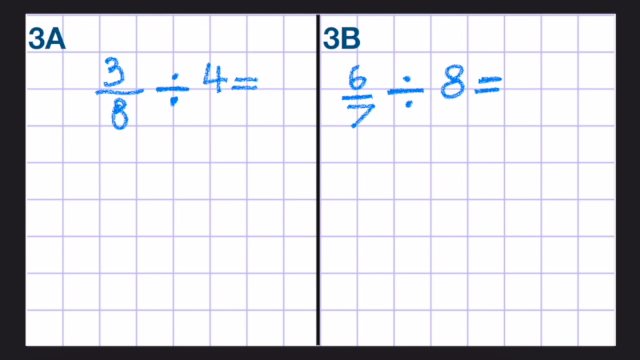 3A
3/8 ÷ 4 =
3B
6/7 ÷ 8 =